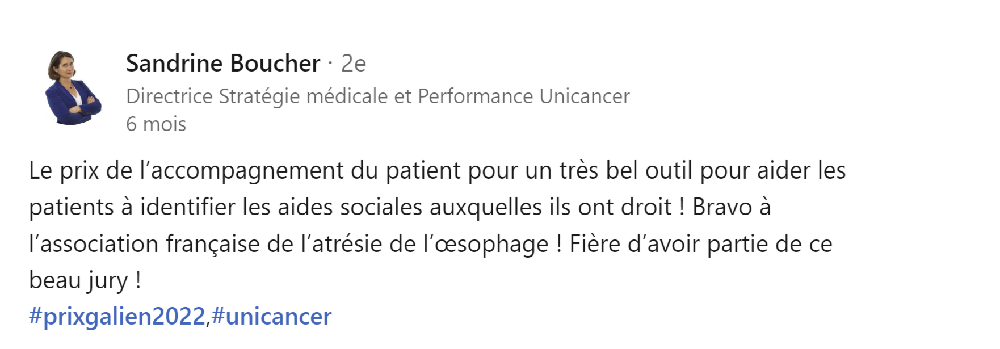 Sandrine Boucher · 2e
Directrice Stratégie médicale et Performance Unicancer
6 mois
Le prix de l’accompagnement du patient pour un très bel outil pour aider les
patients à identifier les aides sociales auxquelles ils ont droit ! Bravo à
l’association française de l’atrésie de l’œsophage ! Fière d’avoir partie de ce
beau jury !
#prixgalien2022,#unicancer